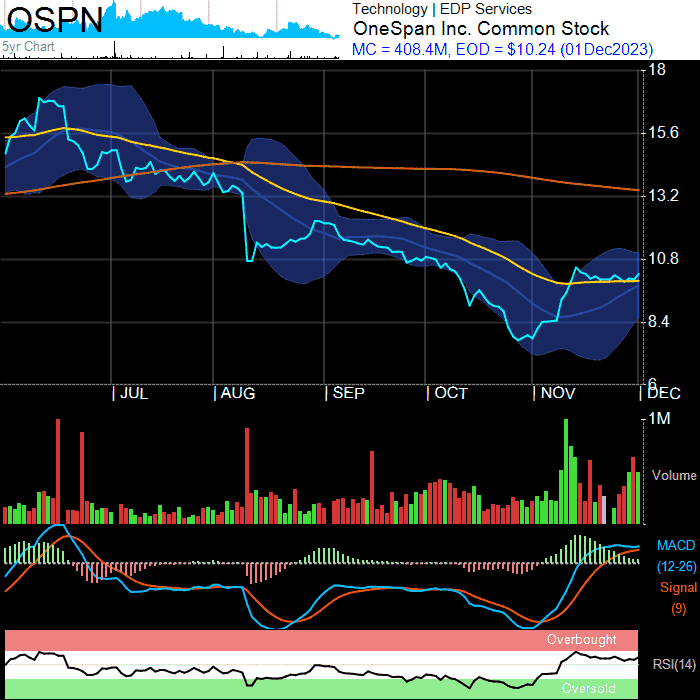 OSPN
Technology | EDP Services
OneSpan Inc. Common Stock
5yr Chart
MC = 408.4M, EOD = $10.24 (01Dec2023)
18
15.6
13.2
10.8
8.4
6
| JUL | AUG | SEP | OCT | NOV | DEC
1M
Volume
MACD
(12-26)
Signal
(9)
Overbought
RSI(14)
Oversold